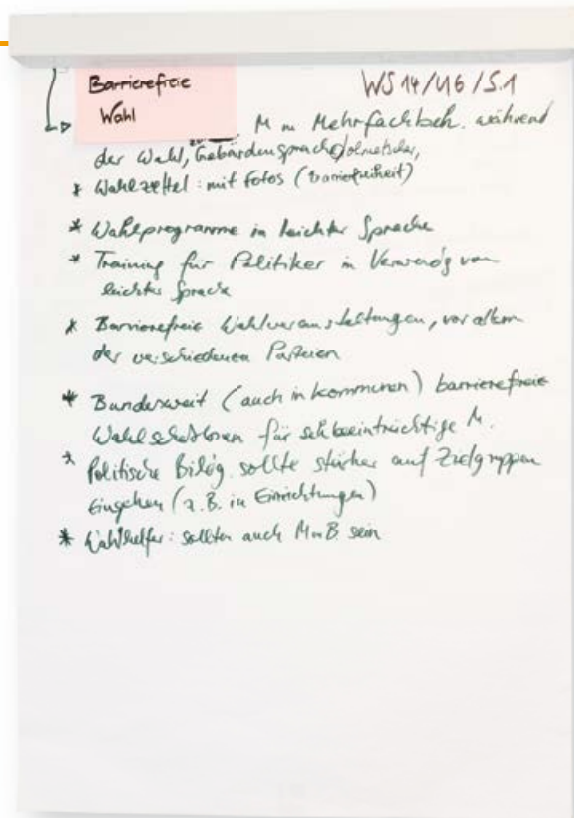 Barrierefreie
Wahl
WS 14/U6/S.1
M m Mehrfachbeh. während
der Wahl, Gebärdensprachdolmetscher,
* Wahlzettel: mit Fotos (Barrierefreiheit)
* Wahlprogramme in leichter Sprache
* Training für Politiker in Verwendg von
leichter Sprache
* Barrierefreie Wahlveranstaltungen, vor allem
der verschiedenen Parteien
* Bundesweit (auch in Kommunen) barrierefreie
Wahlschablonen für sehbeeinträchtige M.
* Politische Bildg. sollte stärker auf Zielgruppen
eingehen (z.B. in Einrichtungen)
* Wahlhelfer: sollten auch MmB sein